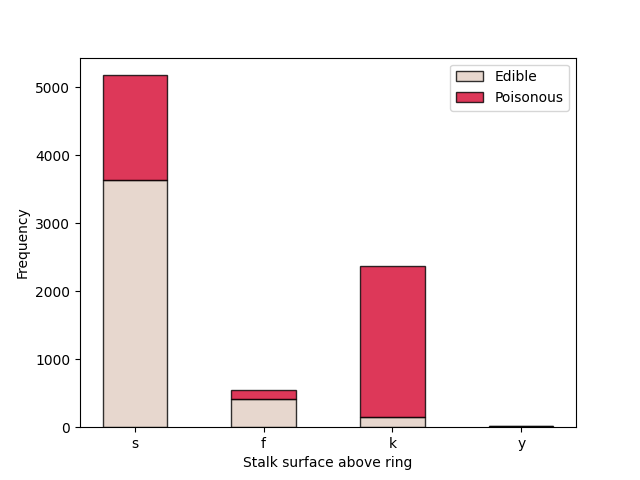 Edible
Poisonous
5000
4000
3000
2000
1000
0
Frequency
s f k y
Stalk surface above ring